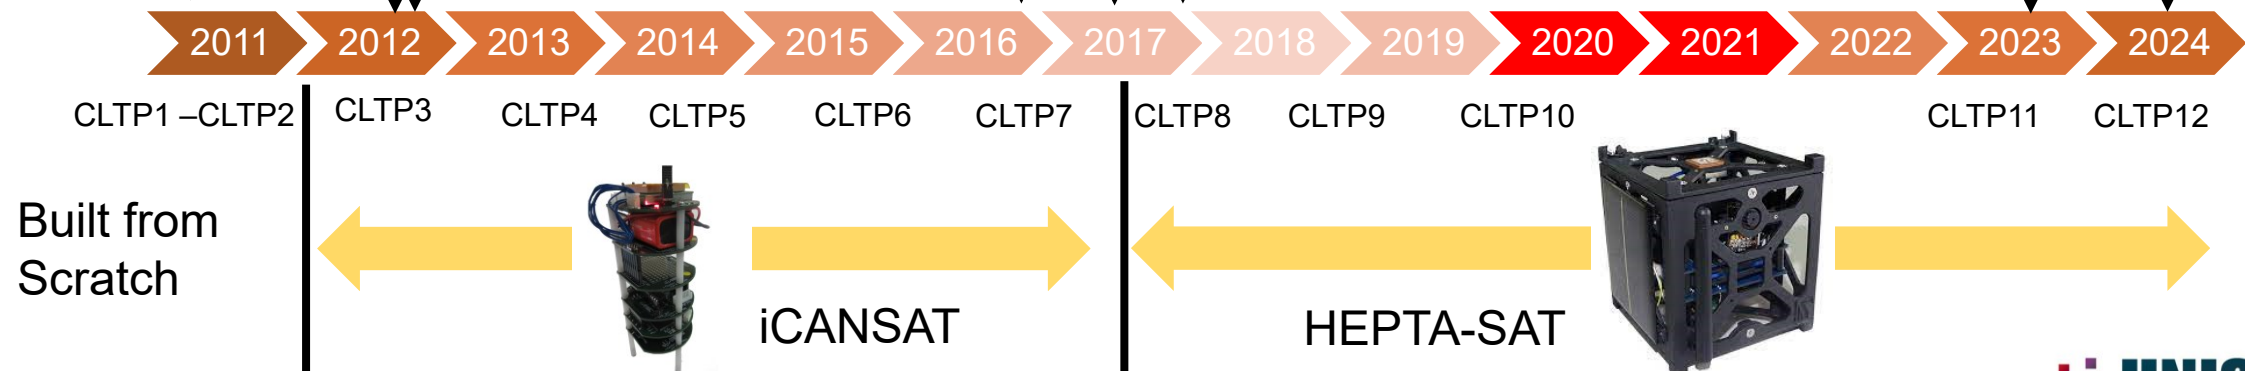 2011 2012 2013 2014 2015 2016 2017 2018 2019 2020 2021 2022 2023 2024
CLTP1 –CLTP2 CLTP3 CLTP4 CLTP5 CLTP6 CLTP7 CLTP8 CLTP9 CLTP10 CLTP11 CLTP12
Built from
Scratch
iCANSAT
HEPTA-SAT